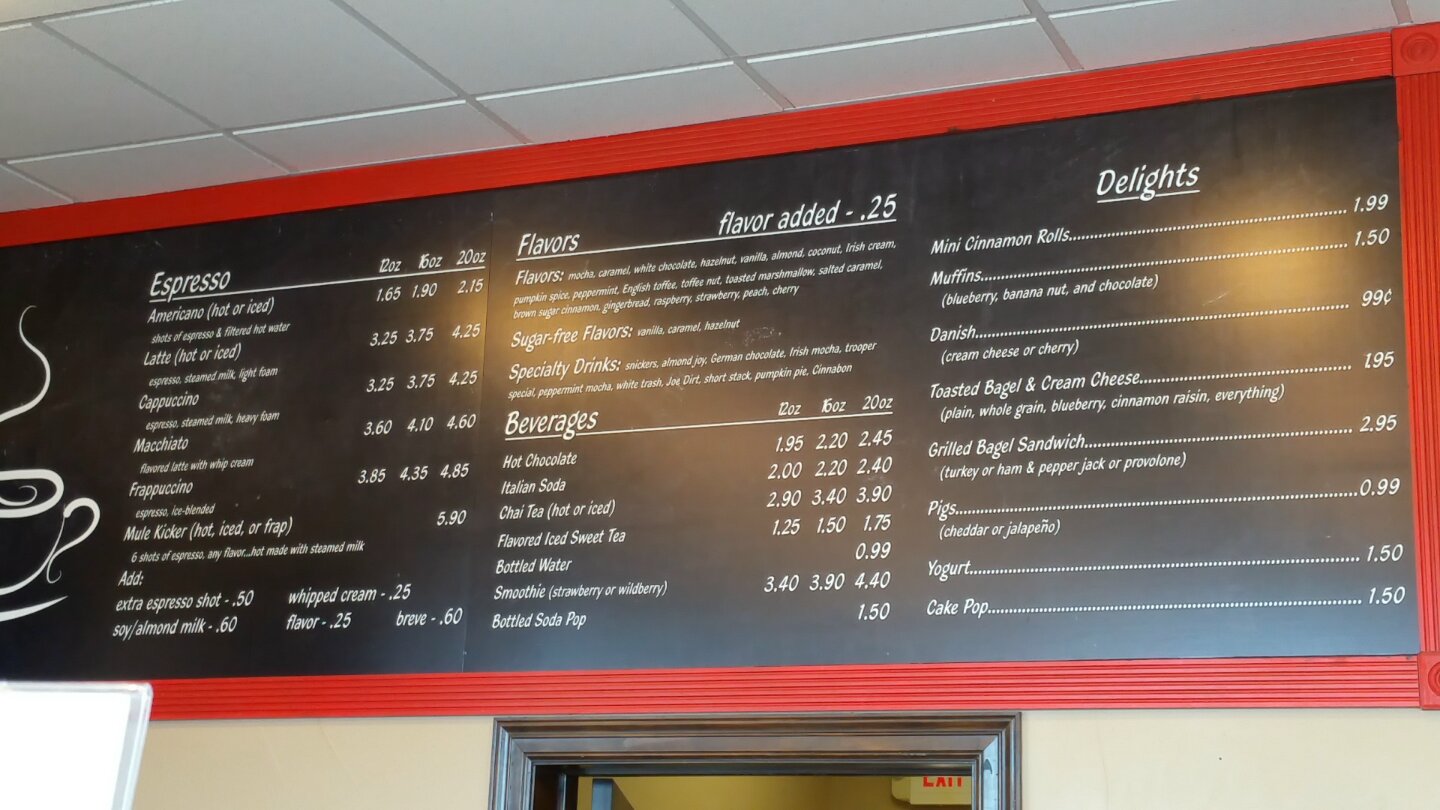 Espresso 12oz 16oz 20oz
Americano (hot or iced) 1.65 1.90 2.15
shots of espresso & filtered hot water
Latte (hot or iced) 3.25 3.75 4.25
espresso, steamed milk, light foam
Cappuccino 3.25 3.75 4.25
espresso, steamed milk, heavy foam
Macchiato 3.60 4.10 4.60
flavored latte with whip cream
Frappuccino 3.85 4.35 4.85
espresso, ice-blended
Mule Kicker (hot, iced, or frap) 5.90
6 shots of espresso, any flavor...hot made with steamed milk
Add:
extra espresso shot - .50 whipped cream - .25
soy/almond milk - .60 flavor - .25 breve - .60
Flavors flavor added - .25
Flavors: mocha, caramel, white chocolate, hazelnut, vanilla, almond, coconut, Irish cream,
pumpkin spice, peppermint, English toffee, toffee nut, toasted marshmallow, salted caramel,
brown sugar cinnamon, gingerbread, raspberry, strawberry, peach, cherry
Sugar-free Flavors: vanilla, caramel, hazelnut
Specialty Drinks: snickers, almond joy, German chocolate, Irish mocha, trooper
special, peppermint mocha, white trash, Joe Dirt, short stack, pumpkin pie, Cinnabon
Beverages 12oz 16oz 20oz
Hot Chocolate 1.95 2.20 2.45
Italian Soda 2.00 2.20 2.40
Chai Tea (hot or iced) 2.90 3.40 3.90
Flavored Iced Sweet Tea 1.25 1.50 1.75
Bottled Water 0.99
Smoothie (strawberry or wildberry) 3.40 3.90 4.40
Bottled Soda Pop 1.50
Delights
Mini Cinnamon Rolls 1.99
Muffins 1.50
(blueberry, banana nut, and chocolate)
Danish 99¢
(cream cheese or cherry)
Toasted Bagel & Cream Cheese 1.95
(plain, whole grain, blueberry, cinnamon raisin, everything)
Grilled Bagel Sandwich 2.95
(turkey or ham & pepper jack or provolone)
Pigs 0.99
(cheddar or jalapeño)
Yogurt 1.50
Cake Pop 1.50
EXIT